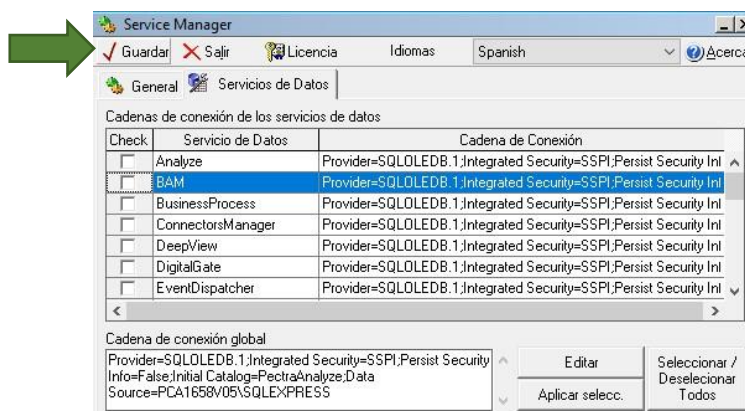 Service Manager
Guardar Salir Licencia Idiomas Spanish Acerca
General Servicios de Datos
Cadenas de conexión de los servicios de datos
Check Servicio de Datos Cadena de Conexión
Analyze Provider=SQLOLEDB.1;Integrated Security=SSPI;Persist Security Inf
BAM Provider=SQLOLEDB.1;Integrated Security=SSPI;Persist Security Inf
BusinessProcess Provider=SQLOLEDB.1;Integrated Security=SSPI;Persist Security Inf
ConnectorsManager Provider=SQLOLEDB.1;Integrated Security=SSPI;Persist Security Inf
DeepView Provider=SQLOLEDB.1;Integrated Security=SSPI;Persist Security Inf
DigitalGate Provider=SQLOLEDB.1;Integrated Security=SSPI;Persist Security Inf
EventDispatcher Provider=SQLOLEDB.1;Integrated Security=SSPI;Persist Security Inf
Cadena de conexión global
Provider=SQLOLEDB.1;Integrated Security=SSPI;Persist Security
Info=False;Initial Catalog=PectraAnalyze;Data
Source=PCA1658V05\SQLEXPRESS
Editar
Aplicar selecc.
Seleccionar /
Deselecionar
Todos